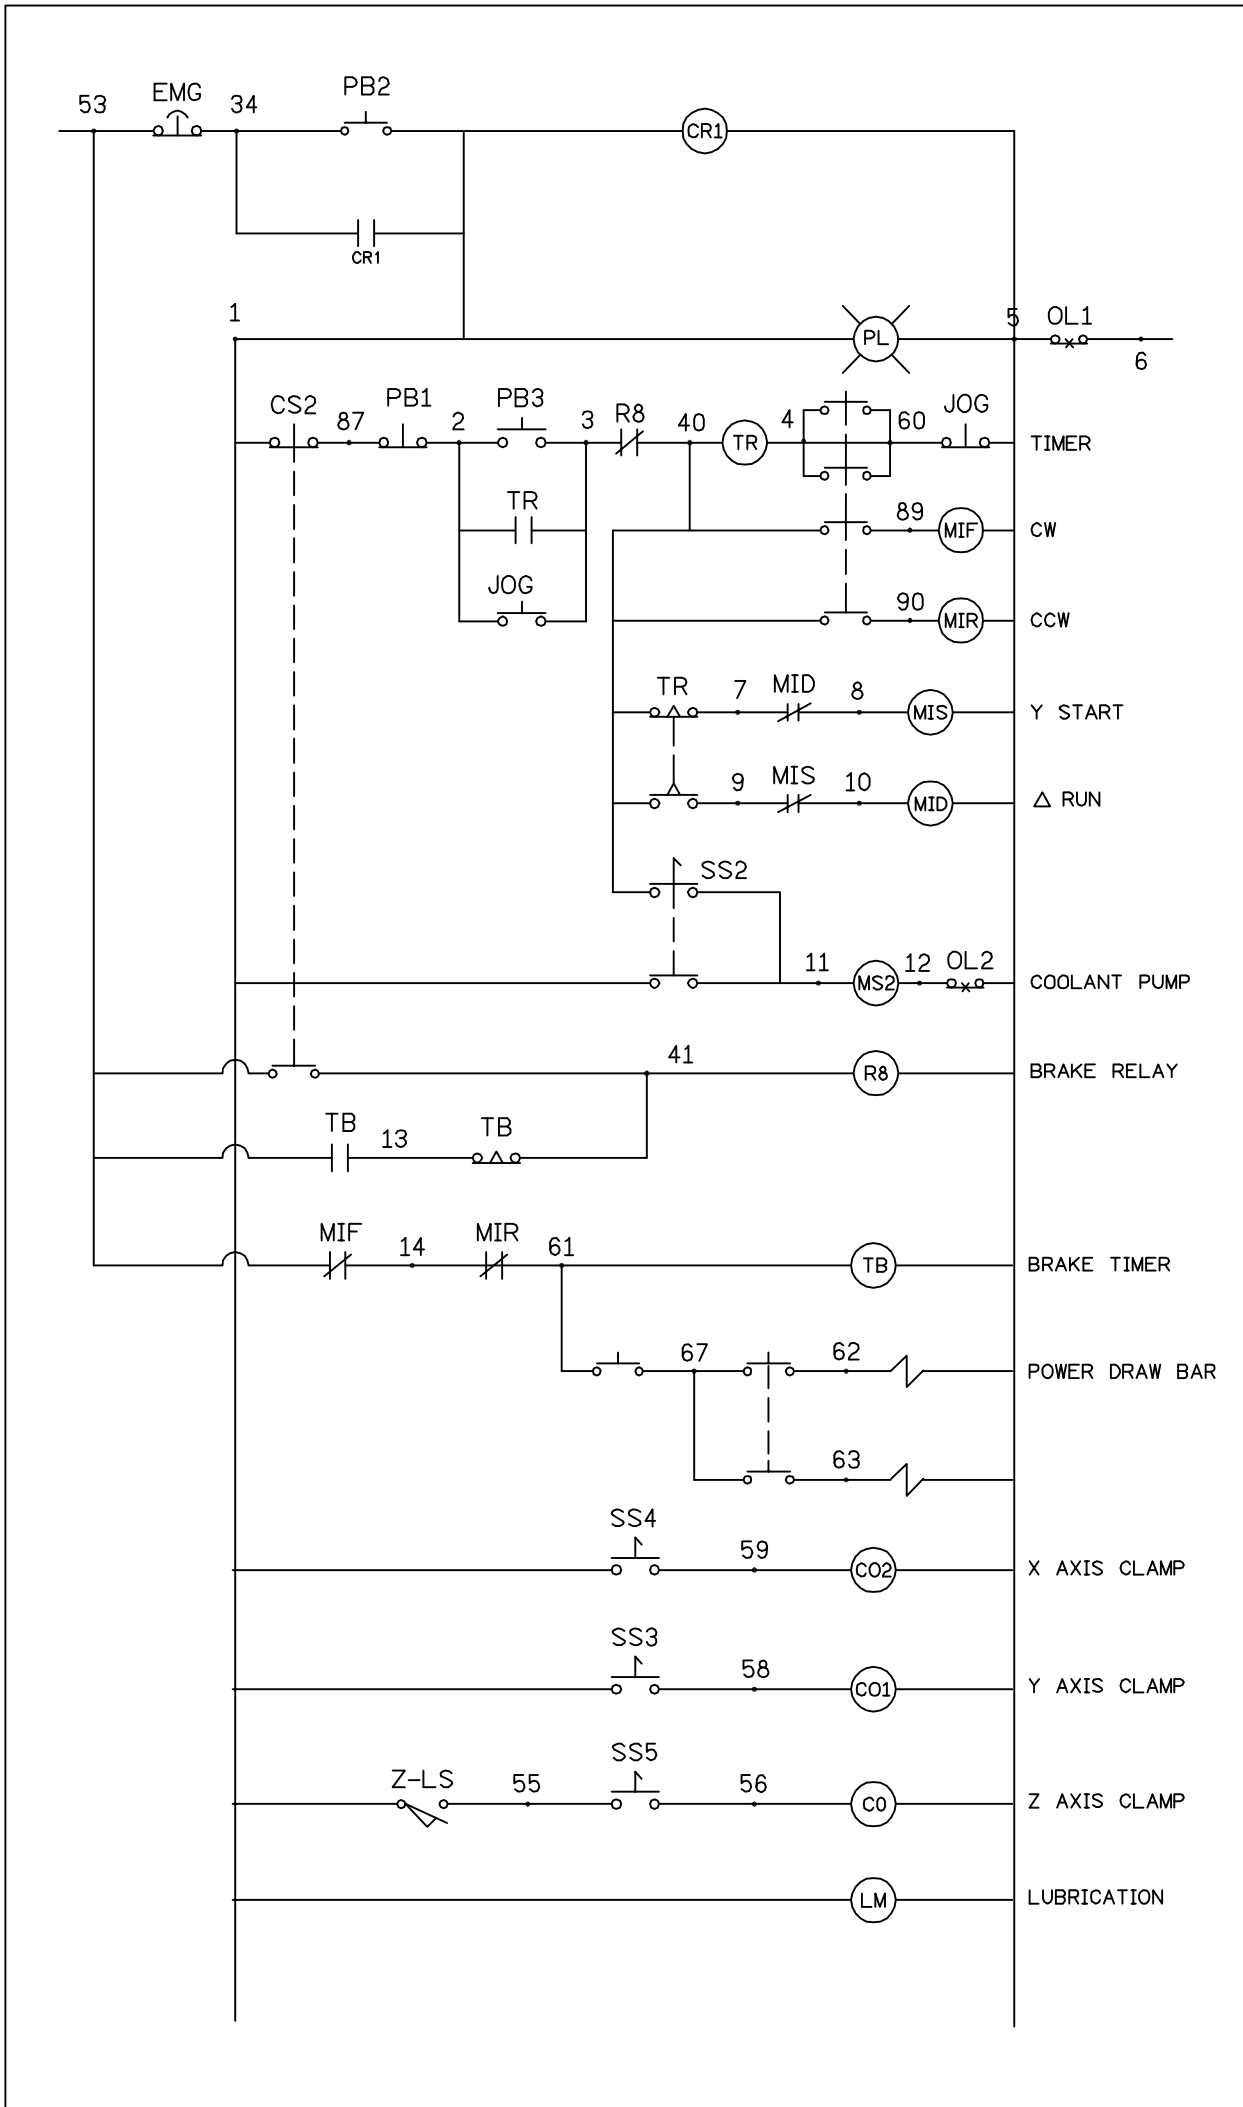 53 EMG 34 PB2
CR1
CR1
1
PL 5 OL1
6
CS2 87 PB1 2 PB3 3 R8 40 TR 4 60 JOG TIMER
TR 89 MIF CW
JOG 90 MIR CCW
TR 7 MID 8 MIS Y START
9 MIS 10 MID △ RUN
SS2
11 MS2 12 OL2 COOLANT PUMP
41 R8 BRAKE RELAY
TB 13 TB
MIF 14 MIR 61 TB BRAKE TIMER
67 62 POWER DRAW BAR
63
SS4 59 CO2 X AXIS CLAMP
SS3 58 CO1 Y AXIS CLAMP
Z-LS 55 SS5 56 CO Z AXIS CLAMP
LM LUBRICATION